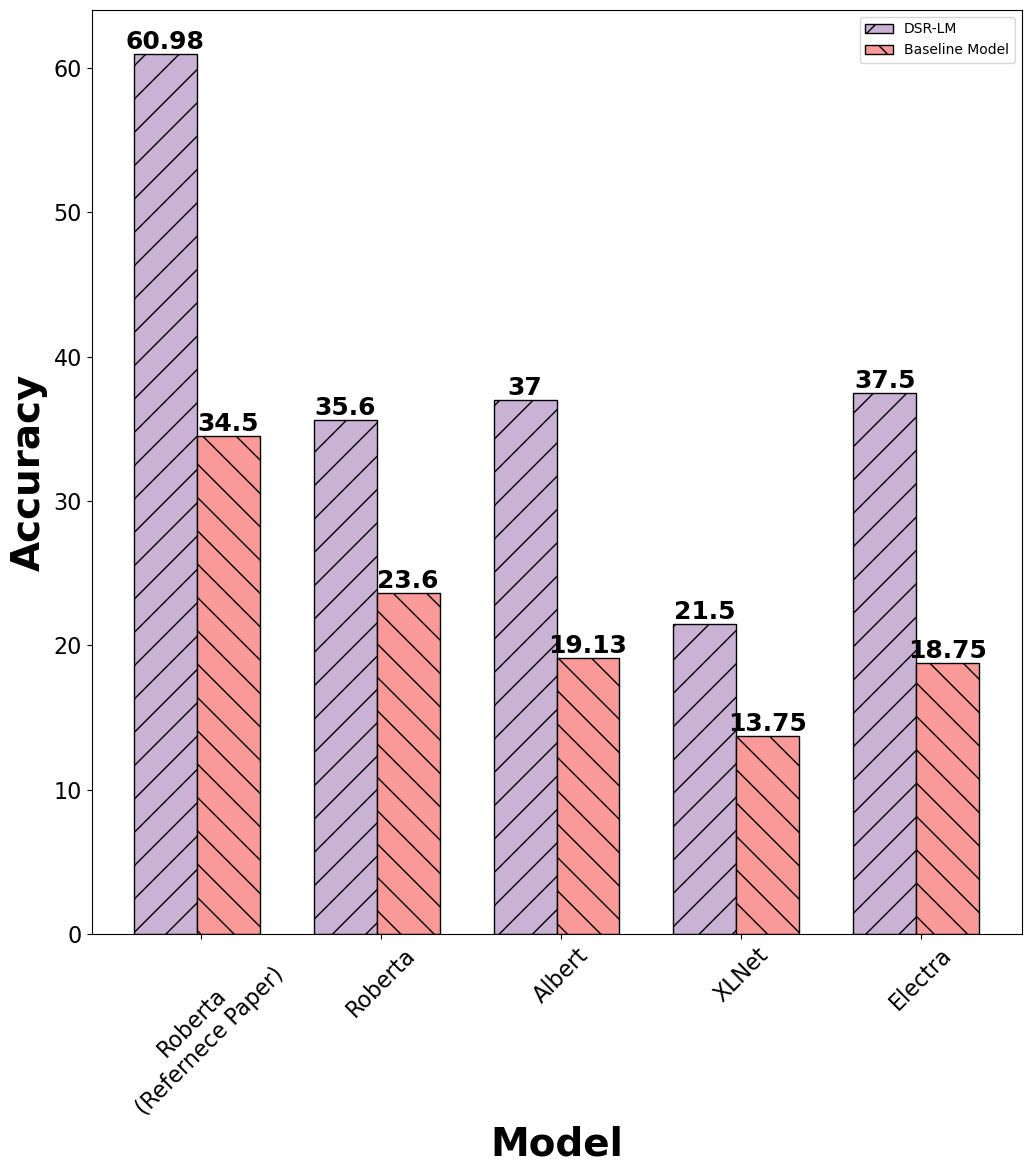 60.98
34.5
35.6
23.6
37
19.13
21.5
13.75
37.5
18.75
DSR-LM
Baseline Model
60
50
40
30
20
10
0
Accuracy
Roberta
(Refernece Paper)
Roberta
Albert
XLNet
Electra
Model